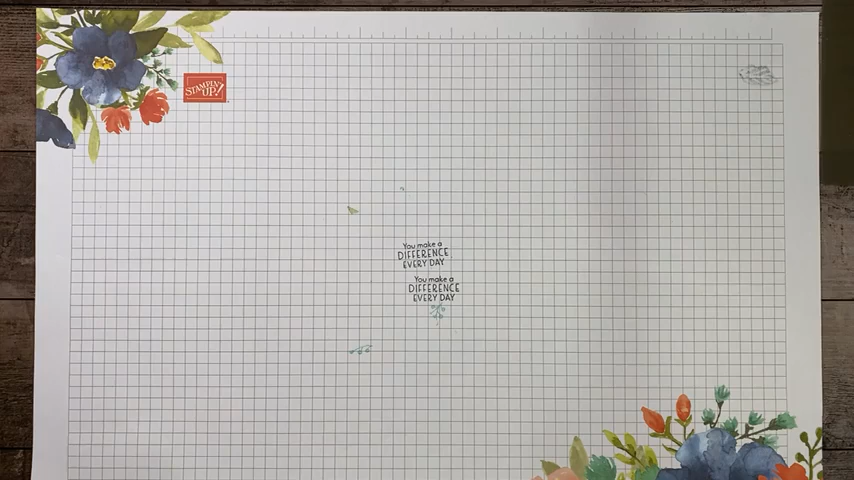 STAMPIN' UP!
You make a
DIFFERENCE
EVERY DAY
You make a
DIFFERENCE
EVERY DAY